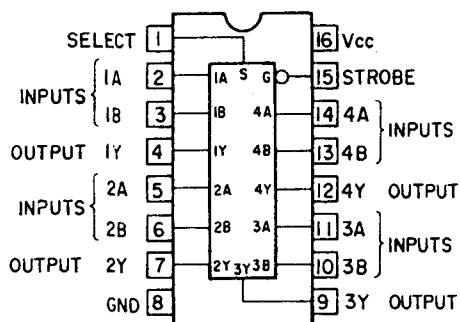 SELECT 1 16 Vcc
S G 15 STROBE
INPUTS 1A 2 1A 4A 14 4A INPUTS
1B 3 1B 4B 13 4B
OUTPUT 1Y 4 1Y 4Y 12 4Y OUTPUT
INPUTS 2A 5 2A 3A 11 3A INPUTS
2B 6 2B 3B 10 3B
OUTPUT 2Y 7 2Y 3Y 9 3Y OUTPUT
GND 8